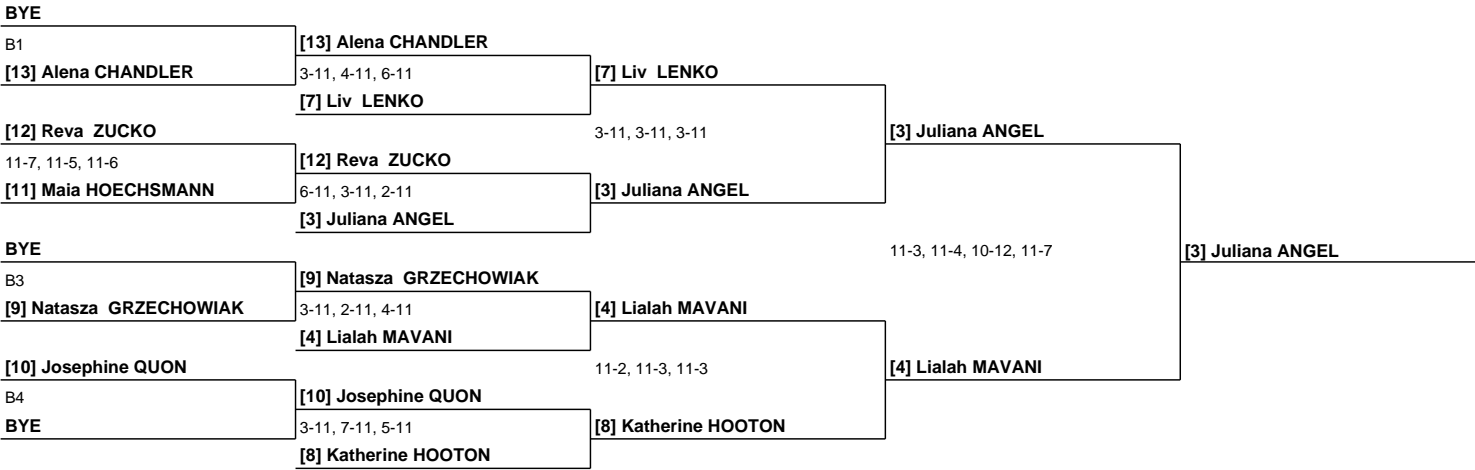 BYE
B1
[13] Alena CHANDLER
[13] Alena CHANDLER
3-11, 4-11, 6-11
[7] Liv  LENKO
[7] Liv  LENKO
[12] Reva  ZUCKO
3-11, 3-11, 3-11
[3] Juliana ANGEL
11-7, 11-5, 11-6
[12] Reva  ZUCKO
[11] Maia HOECHSMANN
6-11, 3-11, 2-11
[3] Juliana ANGEL
[3] Juliana ANGEL
BYE
11-3, 11-4, 10-12, 11-7
[3] Juliana ANGEL
B3
[9] Natasza  GRZECHOWIAK
[9] Natasza  GRZECHOWIAK
3-11, 2-11, 4-11
[4] Lialah MAVANI
[4] Lialah MAVANI
[10] Josephine QUON
11-2, 11-3, 11-3
[4] Lialah MAVANI
B4
[10] Josephine QUON
BYE
3-11, 7-11, 5-11
[8] Katherine HOOTON
[8] Katherine HOOTON